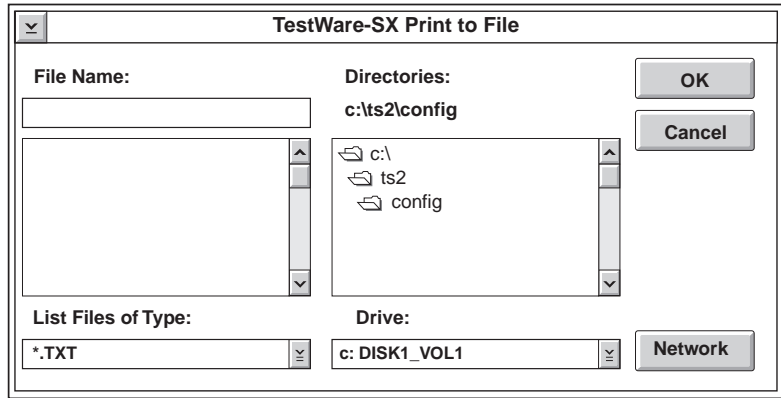 TestWare-SX Print to File
File Name:
Directories:
OK
c:\ts2\config
Cancel
c:\
ts2
config
List Files of Type:
Drive:
*.TXT
c: DISK1_VOL1
Network